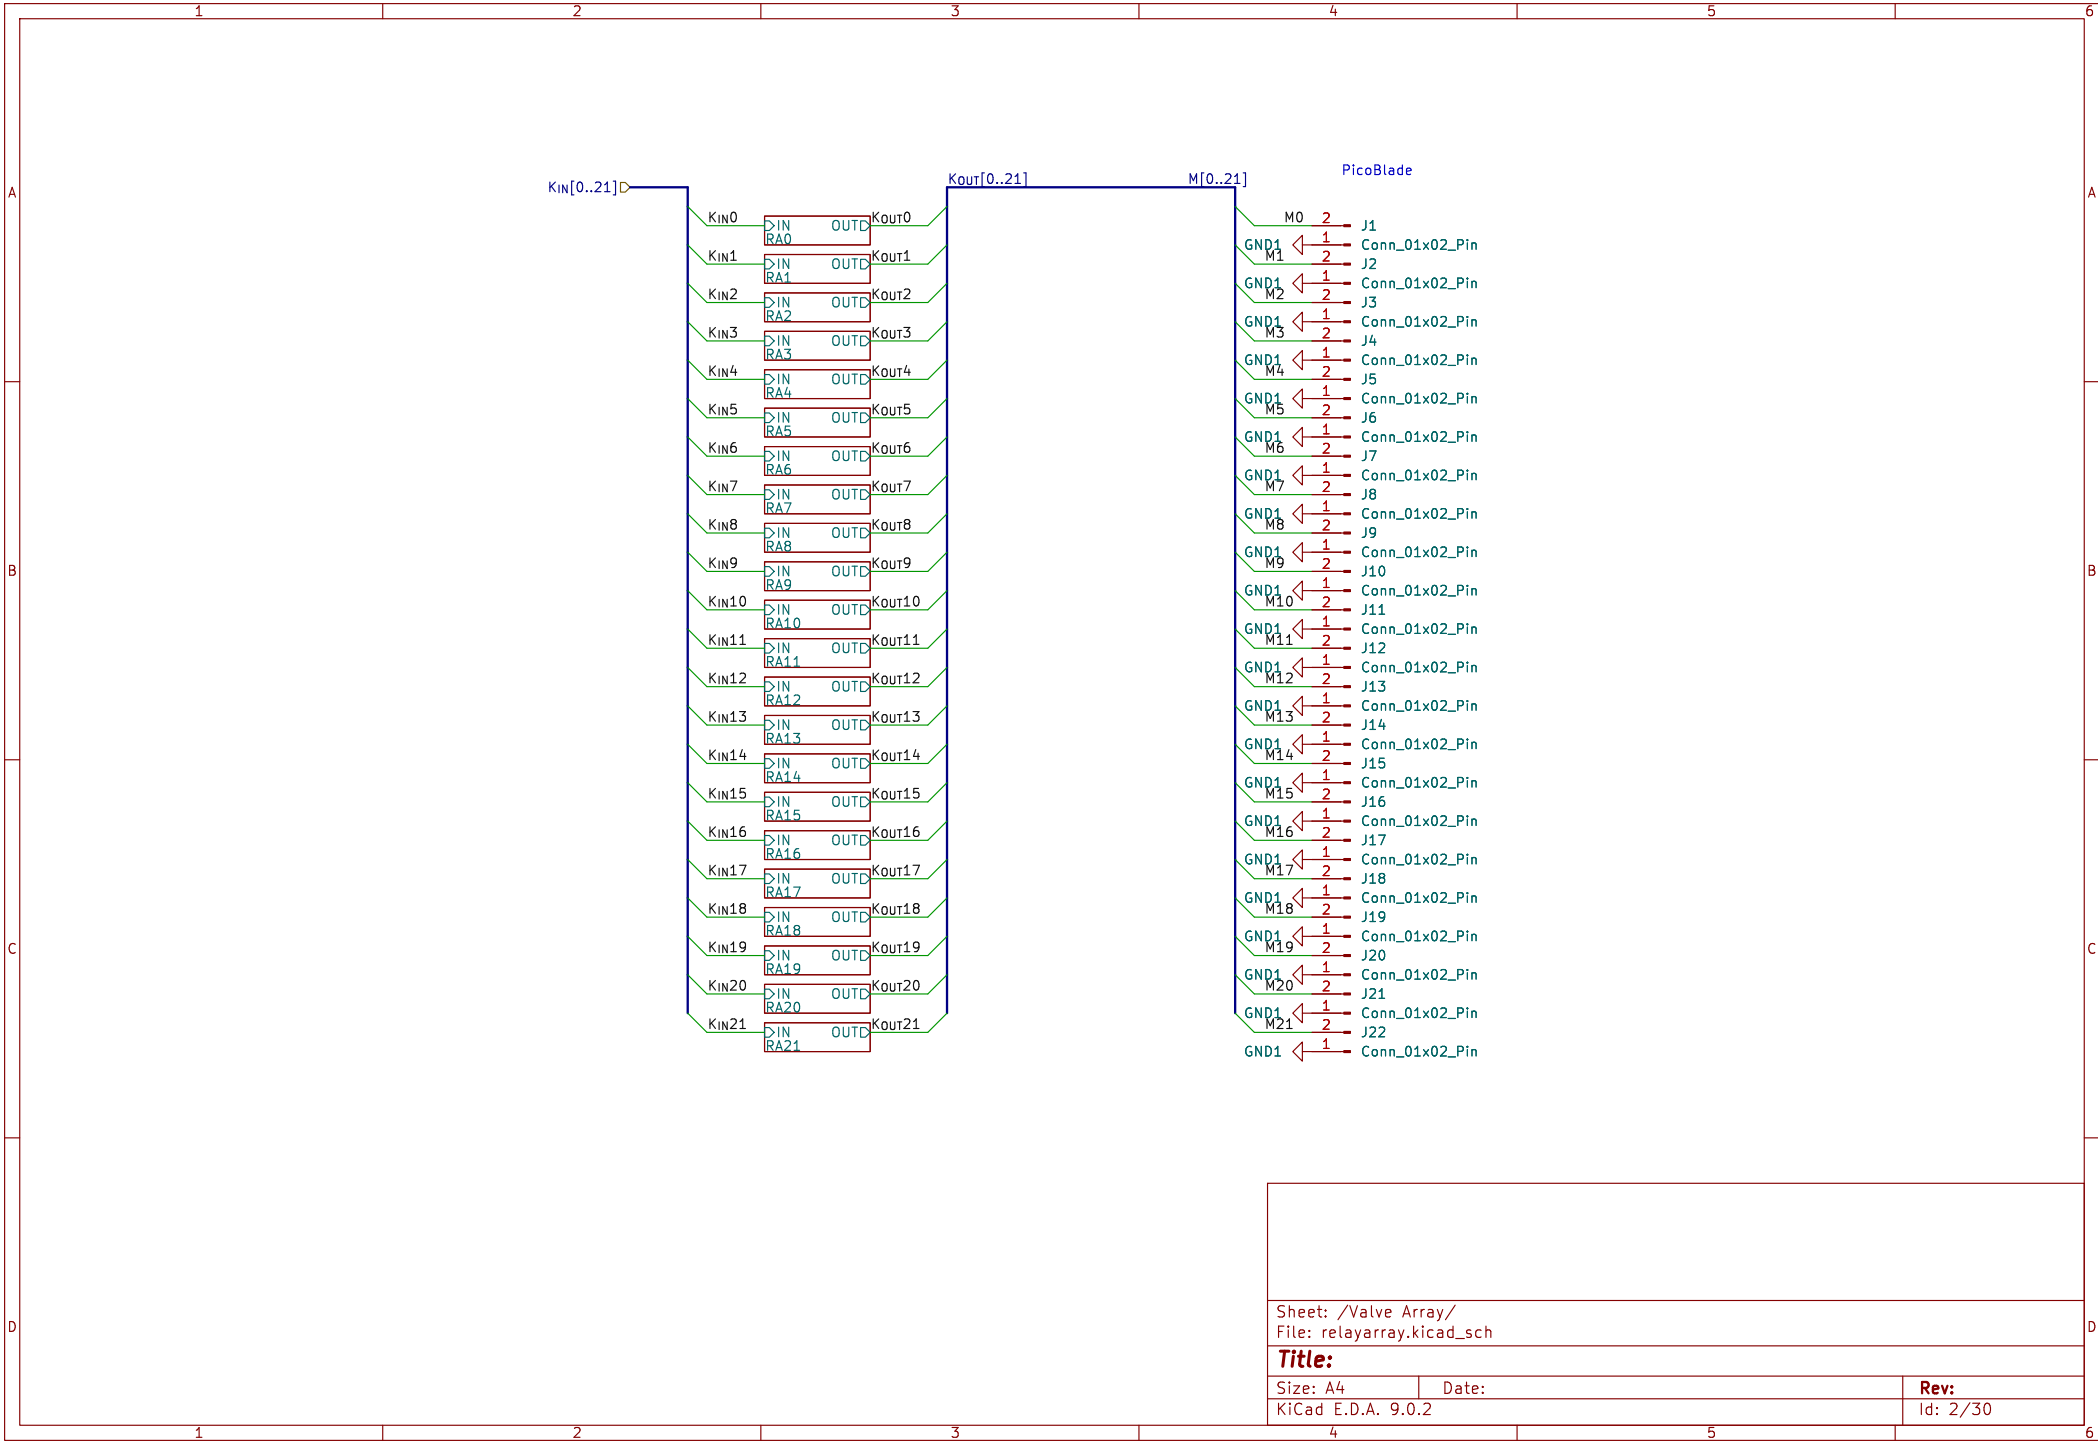 1 2 3 4 5 6
PicoBlade
KIN[0..21] KOUT[0..21] M[0..21]
A A
KIN0 IN OUT KOUT0 M0 2 J1
RA0 GND1 1 Conn_01x02_Pin
KIN1 IN OUT KOUT1 M1 2 J2
RA1 GND1 1 Conn_01x02_Pin
KIN2 IN OUT KOUT2 M2 2 J3
RA2 GND1 1 Conn_01x02_Pin
KIN3 IN OUT KOUT3 M3 2 J4
RA3 GND1 1 Conn_01x02_Pin
KIN4 IN OUT KOUT4 M4 2 J5
RA4 GND1 1 Conn_01x02_Pin
KIN5 IN OUT KOUT5 M5 2 J6
RA5 GND1 1 Conn_01x02_Pin
KIN6 IN OUT KOUT6 M6 2 J7
RA6 GND1 1 Conn_01x02_Pin
KIN7 IN OUT KOUT7 M7 2 J8
RA7 GND1 1 Conn_01x02_Pin
KIN8 IN OUT KOUT8 M8 2 J9
RA8 GND1 1 Conn_01x02_Pin
KIN9 IN OUT KOUT9 M9 2 J10
B B
RA9 GND1 1 Conn_01x02_Pin
KIN10 IN OUT KOUT10 M10 2 J11
RA10 GND1 1 Conn_01x02_Pin
KIN11 IN OUT KOUT11 M11 2 J12
RA11 GND1 1 Conn_01x02_Pin
KIN12 IN OUT KOUT12 M12 2 J13
RA12 GND1 1 Conn_01x02_Pin
KIN13 IN OUT KOUT13 M13 2 J14
RA13 GND1 1 Conn_01x02_Pin
KIN14 IN OUT KOUT14 M14 2 J15
RA14 GND1 1 Conn_01x02_Pin
KIN15 IN OUT KOUT15 M15 2 J16
RA15 GND1 1 Conn_01x02_Pin
KIN16 IN OUT KOUT16 M16 2 J17
RA16 GND1 1 Conn_01x02_Pin
KIN17 IN OUT KOUT17 M17 2 J18
RA17 GND1 1 Conn_01x02_Pin
KIN18 IN OUT KOUT18 M18 2 J19
RA18 GND1 1 Conn_01x02_Pin
KIN19 IN OUT KOUT19 M19 2 J20
C C
RA19 GND1 1 Conn_01x02_Pin
KIN20 IN OUT KOUT20 M20 2 J21
RA20 GND1 1 Conn_01x02_Pin
KIN21 IN OUT KOUT21 M21 2 J22
RA21 GND1 1 Conn_01x02_Pin
Sheet: /Valve Array/
D D
File: relayarray.kicad_sch
Title:
Size: A4 Date: Rev:
KiCad E.D.A. 9.0.2 Id: 2/30
1 2 3 4 5 6